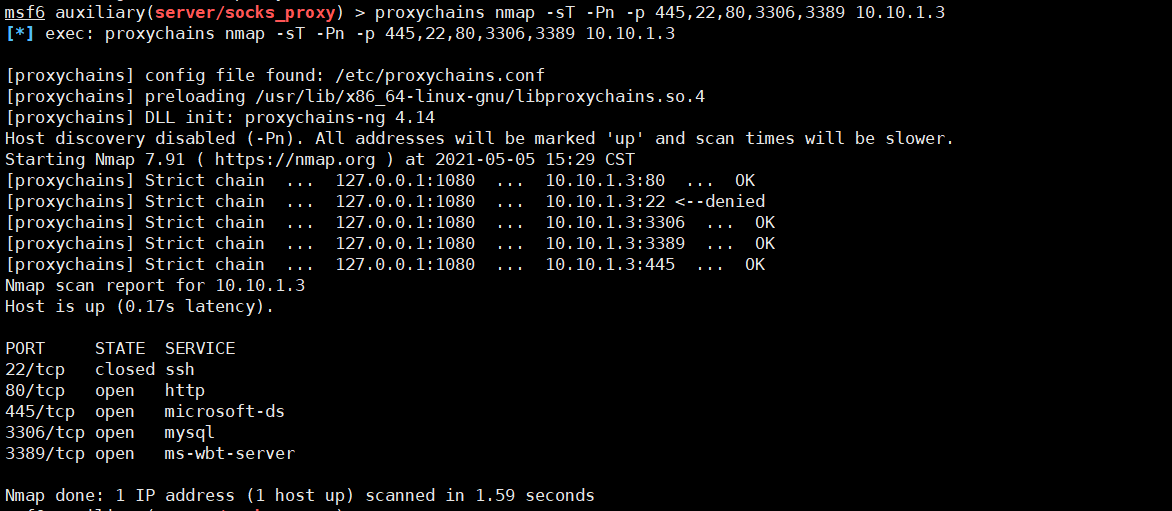 msf6 auxiliary(server/socks_proxy) > proxychains nmap -sT -Pn -p 445,22,80,3306,3389 10.10.1.3
[*] exec: proxychains nmap -sT -Pn -p 445,22,80,3306,3389 10.10.1.3
[proxychains] config file found: /etc/proxychains.conf
[proxychains] preloading /usr/lib/x86_64-linux-gnu/libproxychains.so.4
[proxychains] DLL init: proxychains-ng 4.14
Host discovery disabled (-Pn). All addresses will be marked 'up' and scan times will be slower.
Starting Nmap 7.91 ( https://nmap.org ) at 2021-05-05 15:29 CST
[proxychains] Strict chain  ...  127.0.0.1:1080  ...  10.10.1.3:80  ...  OK
[proxychains] Strict chain  ...  127.0.0.1:1080  ...  10.10.1.3:22 <--denied
[proxychains] Strict chain  ...  127.0.0.1:1080  ...  10.10.1.3:3306  ...  OK
[proxychains] Strict chain  ...  127.0.0.1:1080  ...  10.10.1.3:3389  ...  OK
[proxychains] Strict chain  ...  127.0.0.1:1080  ...  10.10.1.3:445  ...  OK
Nmap scan report for 10.10.1.3
Host is up (0.17s latency).
PORT     STATE  SERVICE
22/tcp   closed ssh
80/tcp   open   http
445/tcp  open   microsoft-ds
3306/tcp open   mysql
3389/tcp open   ms-wbt-server
Nmap done: 1 IP address (1 host up) scanned in 1.59 seconds